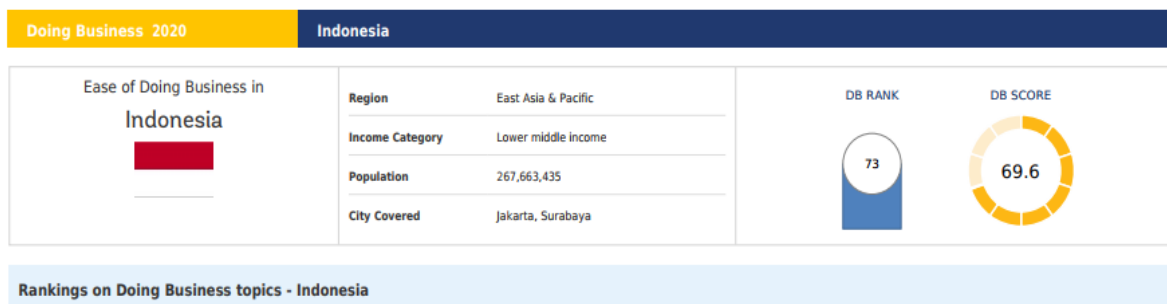 Doing Business 2020
Indonesia
Ease of Doing Business in
Indonesia
Region East Asia & Pacific
Income Category Lower middle income
Population 267,663,435
City Covered Jakarta, Surabaya
DB RANK
73
DB SCORE
69.6
Rankings on Doing Business topics - Indonesia